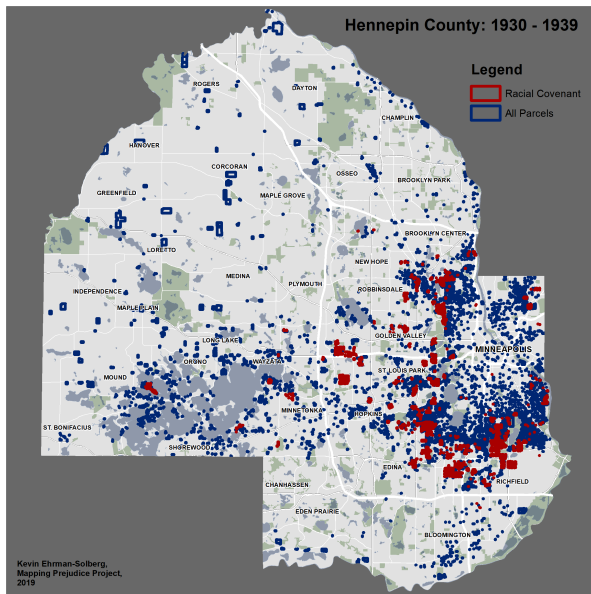 Hennepin County: 1930 - 1939
Legend
Racial Covenant
All Parcels
ROGERS
DAYTON
CHAMPLIN
HANOVER
OSSEO
CORCORAN
BROOKLYN PARK
GREENFIELD
MAPLE GROVE
BROOKLYN CENTER
LORETTO
NEW HOPE
MEDINA
PLYMOUTH
ROBBINSDALE
INDEPENDENCE
MAPLE PLAIN
GOLDEN VALLEY
LONG LAKE
MINNEAPOLIS
ORONO
WAYZATA
ST LOUIS PARK
MOUND
MINNETONKA
HOPKINS
ST. BONIFACIUS
SHOREWOOD
EDINA
RICHFIELD
CHANHASSEN
EDEN PRAIRIE
BLOOMINGTON
Kevin Ehrman-Solberg,
Mapping Prejudice Project,
2019